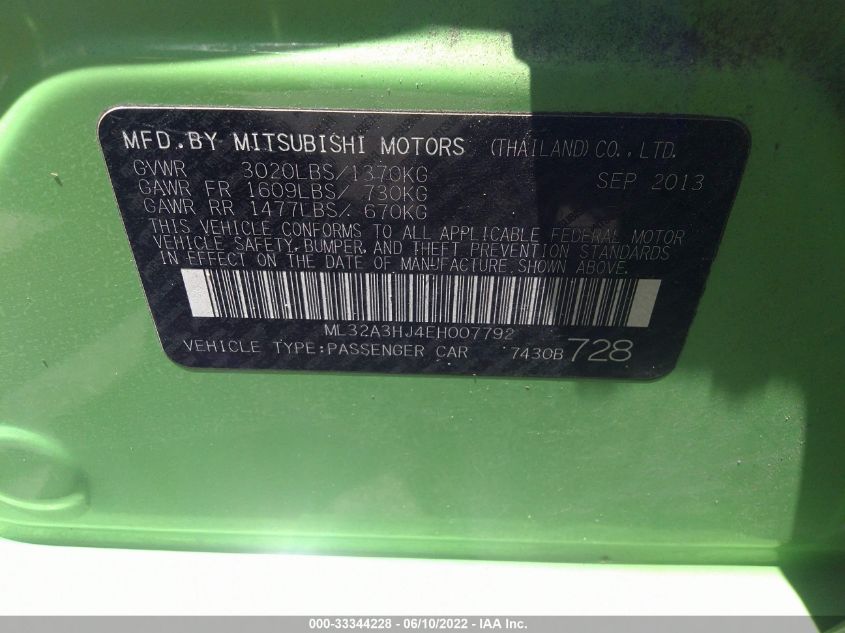 MFD.BY MITSUBISHI MOTORS (THAILAND) CO.,LTD.
GVWR 3020LBS/1370KG SEP 2013
GAWR FR 1609LBS/ 730KG
GAWR RR 1477LBS/ 670KG
THIS VEHICLE CONFORMS TO ALL APPLICABLE FEDERAL MOTOR
VEHICLE SAFETY, BUMPER, AND THEFT PREVENTION STANDARDS
IN EFFECT ON THE DATE OF MANUFACTURE SHOWN ABOVE.
ML32A3HJ4EH007792
VEHICLE TYPE:PASSENGER CAR 7430B 728
000-33344228 - 06/10/2022 - IAA Inc.